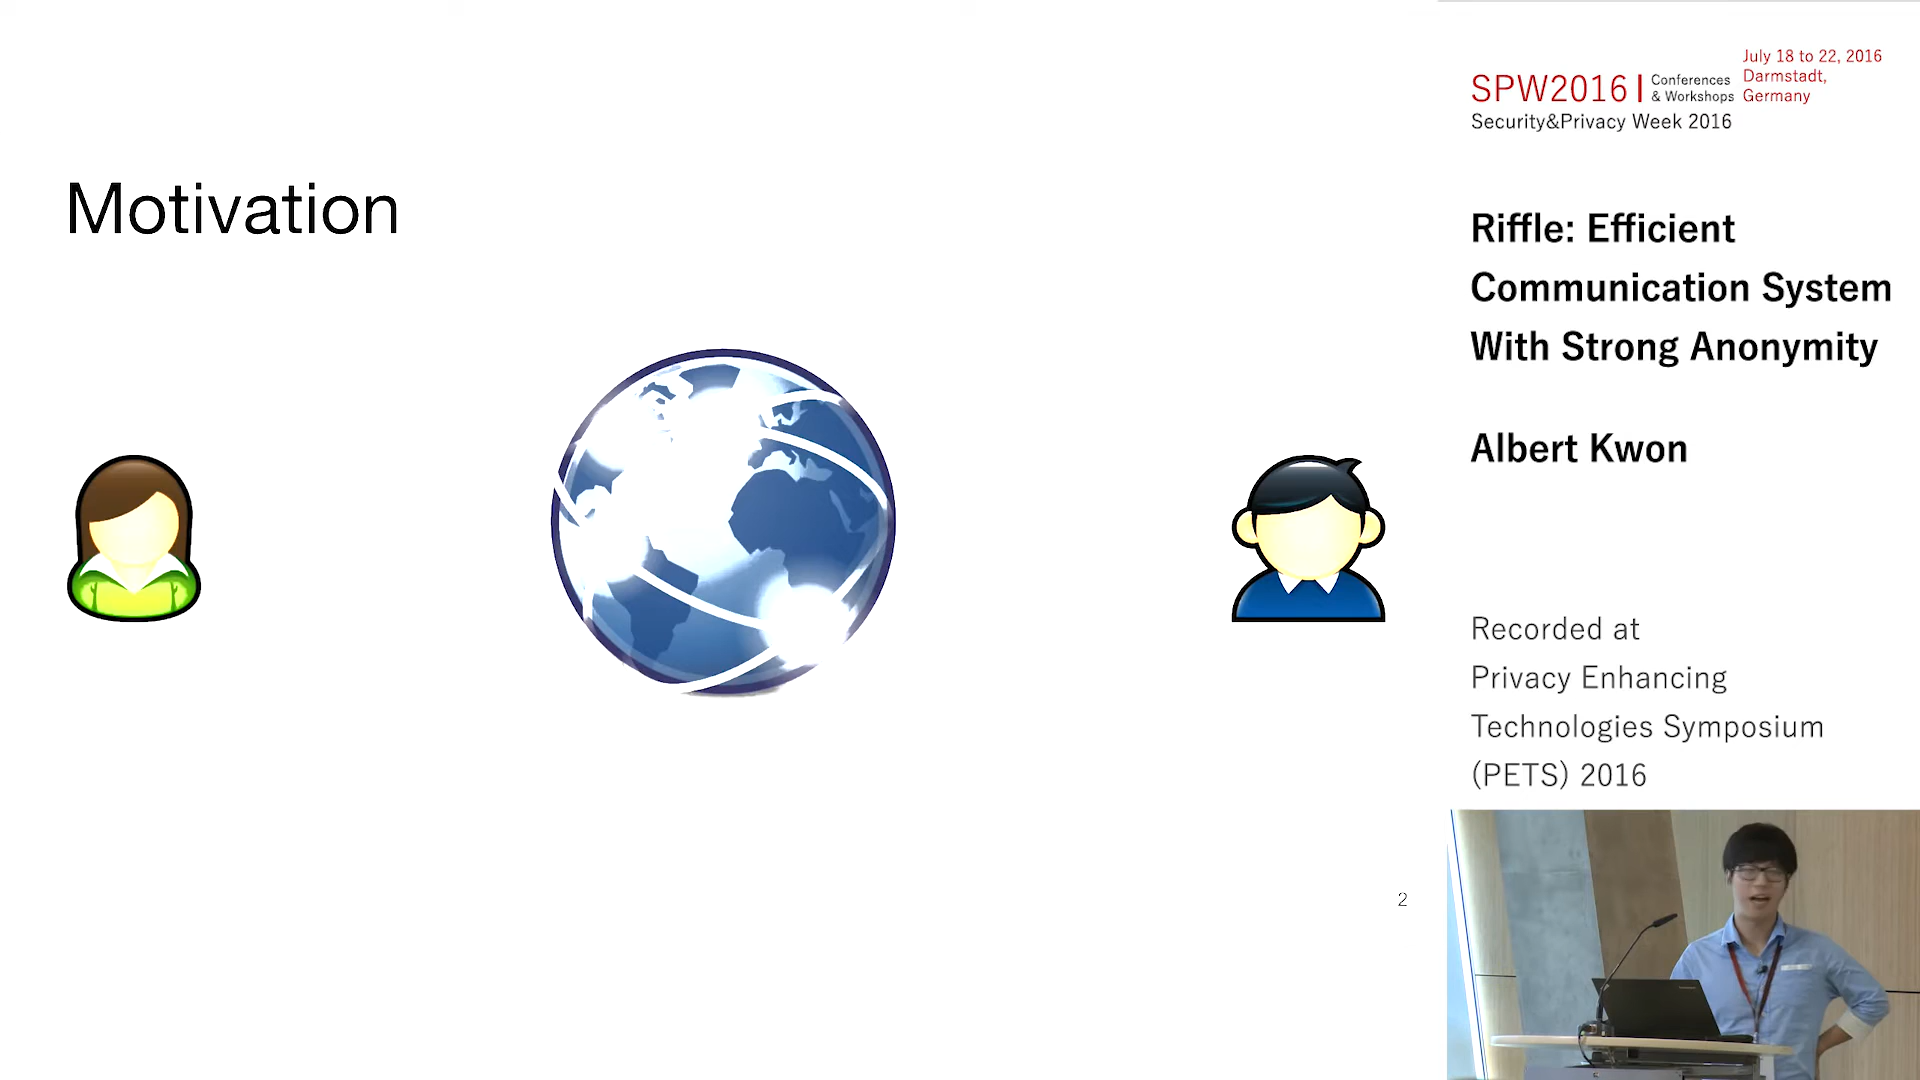 Motivation
2
SPW2016 | Conferences & Workshops
July 18 to 22, 2016
Darmstadt,
Germany
Security&Privacy Week 2016
Riffle: Efficient
Communication System
With Strong Anonymity
Albert Kwon
Recorded at
Privacy Enhancing
Technologies Symposium
(PETS) 2016